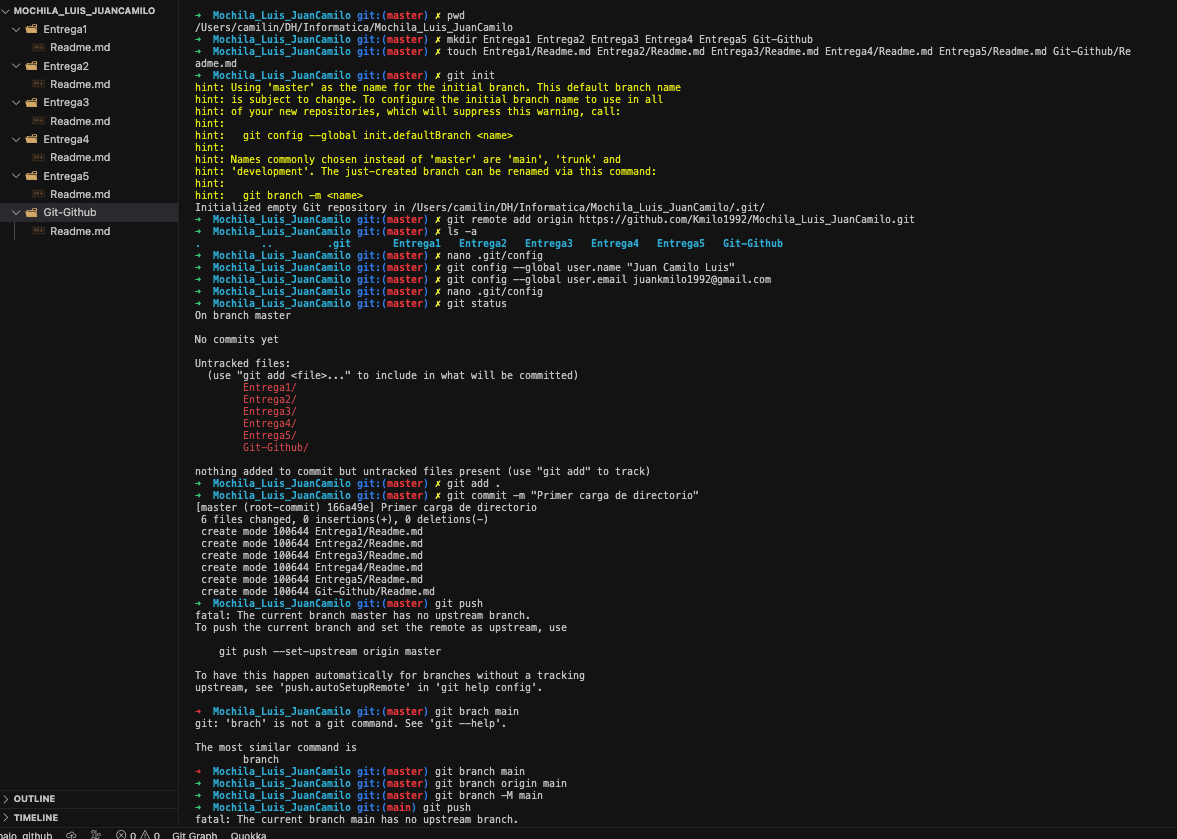 MOCHILA_LUIS_JUANCAMILO
Entrega1
Readme.md
Entrega2
Readme.md
Entrega3
Readme.md
Entrega4
Readme.md
Entrega5
Readme.md
Git-Github
Readme.md
OUTLINE
TIMELINE
➜ Mochila_Luis_JuanCamilo git:(master) ✗ pwd
/Users/camilin/DH/Informatica/Mochila_Luis_JuanCamilo
➜ Mochila_Luis_JuanCamilo git:(master) ✗ mkdir Entrega1 Entrega2 Entrega3 Entrega4 Entrega5 Git-Github
➜ Mochila_Luis_JuanCamilo git:(master) ✗ touch Entrega1/Readme.md Entrega2/Readme.md Entrega3/Readme.md Entrega4/Readme.md Entrega5/Readme.md Git-Github/Re
adme.md
➜ Mochila_Luis_JuanCamilo git:(master) ✗ git init
hint: Using 'master' as the name for the initial branch. This default branch name
hint: is subject to change. To configure the initial branch name to use in all
hint: of your new repositories, which will suppress this warning, call:
hint:
hint: git config --global init.defaultBranch <name>
hint:
hint: Names commonly chosen instead of 'master' are 'main', 'trunk' and
hint: 'development'. The just-created branch can be renamed via this command:
hint:
hint: git branch -m <name>
Initialized empty Git repository in /Users/camilin/DH/Informatica/Mochila_Luis_JuanCamilo/.git/
➜ Mochila_Luis_JuanCamilo git:(master) ✗ git remote add origin https://github.com/Kmilo1992/Mochila_Luis_JuanCamilo.git
➜ Mochila_Luis_JuanCamilo git:(master) ✗ ls -a
. .. .git Entrega1 Entrega2 Entrega3 Entrega4 Entrega5 Git-Github
➜ Mochila_Luis_JuanCamilo git:(master) ✗ nano .git/config
➜ Mochila_Luis_JuanCamilo git:(master) ✗ git config --global user.name "Juan Camilo Luis"
➜ Mochila_Luis_JuanCamilo git:(master) ✗ git config --global user.email juankmilo1992@gmail.com
➜ Mochila_Luis_JuanCamilo git:(master) ✗ nano .git/config
➜ Mochila_Luis_JuanCamilo git:(master) ✗ git status
On branch master
No commits yet
Untracked files:
(use "git add <file>..." to include in what will be committed)
Entrega1/
Entrega2/
Entrega3/
Entrega4/
Entrega5/
Git-Github/
nothing added to commit but untracked files present (use "git add" to track)
➜ Mochila_Luis_JuanCamilo git:(master) ✗ git add .
➜ Mochila_Luis_JuanCamilo git:(master) ✗ git commit -m "Primer carga de directorio"
[master (root-commit) 166a49e] Primer carga de directorio
6 files changed, 0 insertions(+), 0 deletions(-)
create mode 100644 Entrega1/Readme.md
create mode 100644 Entrega2/Readme.md
create mode 100644 Entrega3/Readme.md
create mode 100644 Entrega4/Readme.md
create mode 100644 Entrega5/Readme.md
create mode 100644 Git-Github/Readme.md
➜ Mochila_Luis_JuanCamilo git:(master) git push
fatal: The current branch master has no upstream branch.
To push the current branch and set the remote as upstream, use
git push --set-upstream origin master
To have this happen automatically for branches without a tracking
upstream, see 'push.autoSetupRemote' in 'git help config'.
➜ Mochila_Luis_JuanCamilo git:(master) git brach main
git: 'brach' is not a git command. See 'git --help'.
The most similar command is
branch
➜ Mochila_Luis_JuanCamilo git:(master) git branch main
➜ Mochila_Luis_JuanCamilo git:(master) git branch origin main
➜ Mochila_Luis_JuanCamilo git:(master) git branch -M main
➜ Mochila_Luis_JuanCamilo git:(main) git push
fatal: The current branch main has no upstream branch.
bajo_github 0 0 Git Graph Quokka